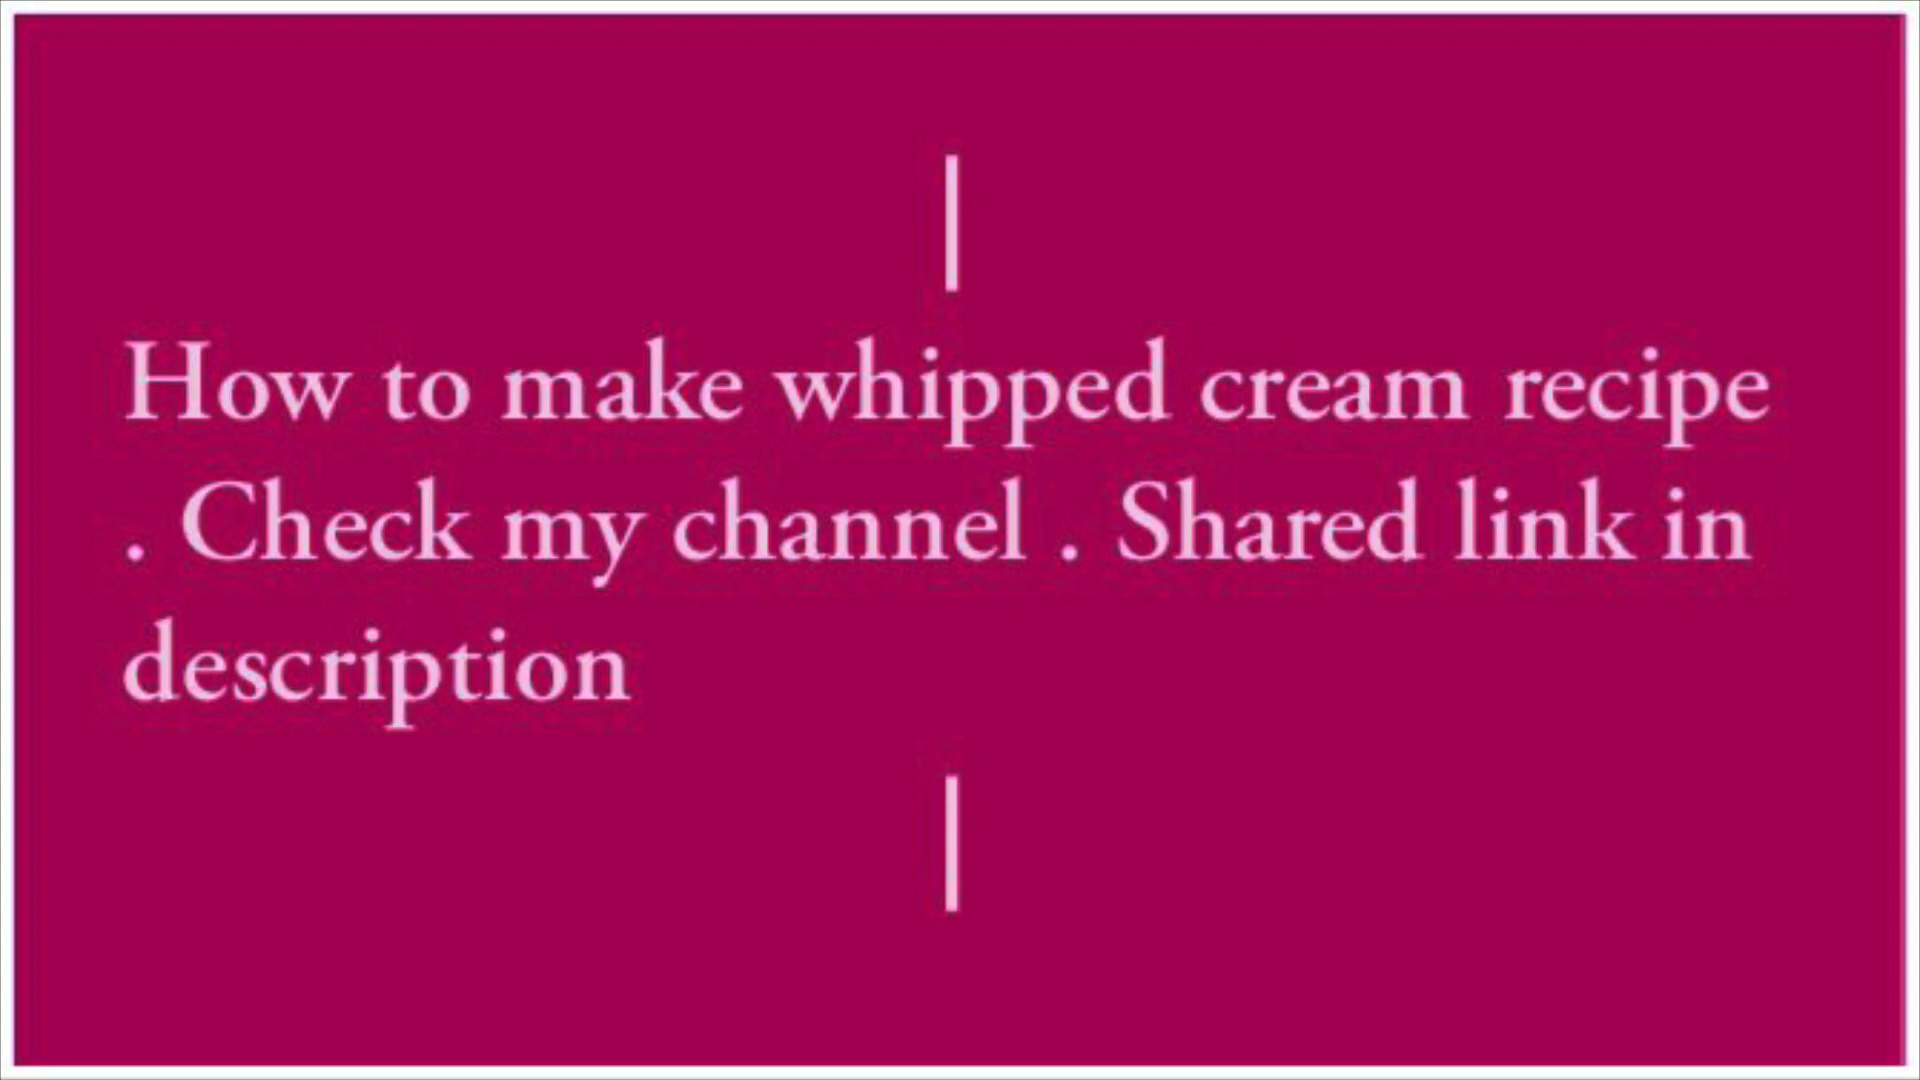 How to make whipped cream recipe
. Check my channel . Shared link in
description